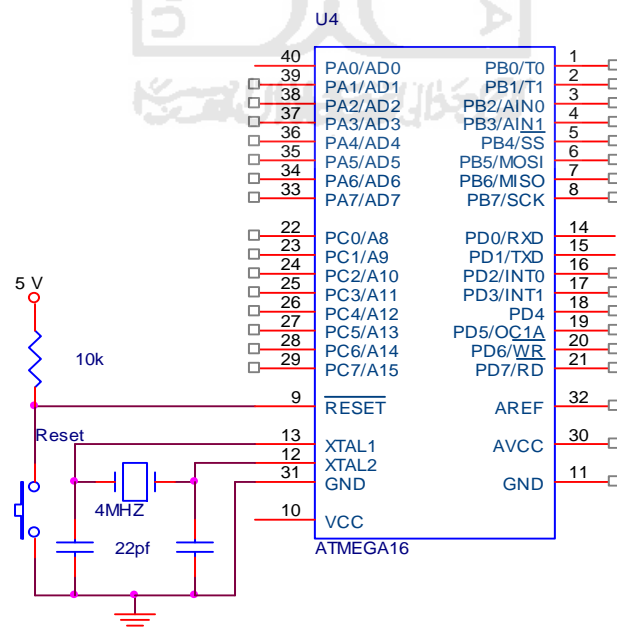 U4
40 PA0/AD0 PB0/T0 1
39 PA1/AD1 PB1/T1 2
38 PA2/AD2 PB2/AIN0 3
37 PA3/AD3 PB3/AIN1 4
36 PA4/AD4 PB4/SS 5
35 PA5/AD5 PB5/MOSI 6
34 PA6/AD6 PB6/MISO 7
33 PA7/AD7 PB7/SCK 8
22 PC0/A8 PD0/RXD 14
23 PC1/A9 PD1/TXD 15
24 PC2/A10 PD2/INT0 16
25 PC3/A11 PD3/INT1 17
26 PC4/A12 PD4 18
27 PC5/A13 PD5/OC1A 19
28 PC6/A14 PD6/WR 20
29 PC7/A15 PD7/RD 21
5 V
10k
9 RESET AREF 32
Reset
13 XTAL1 AVCC 30
12 XTAL2
31 GND GND 11
4MHZ
10 VCC
22pf
ATMEGA16